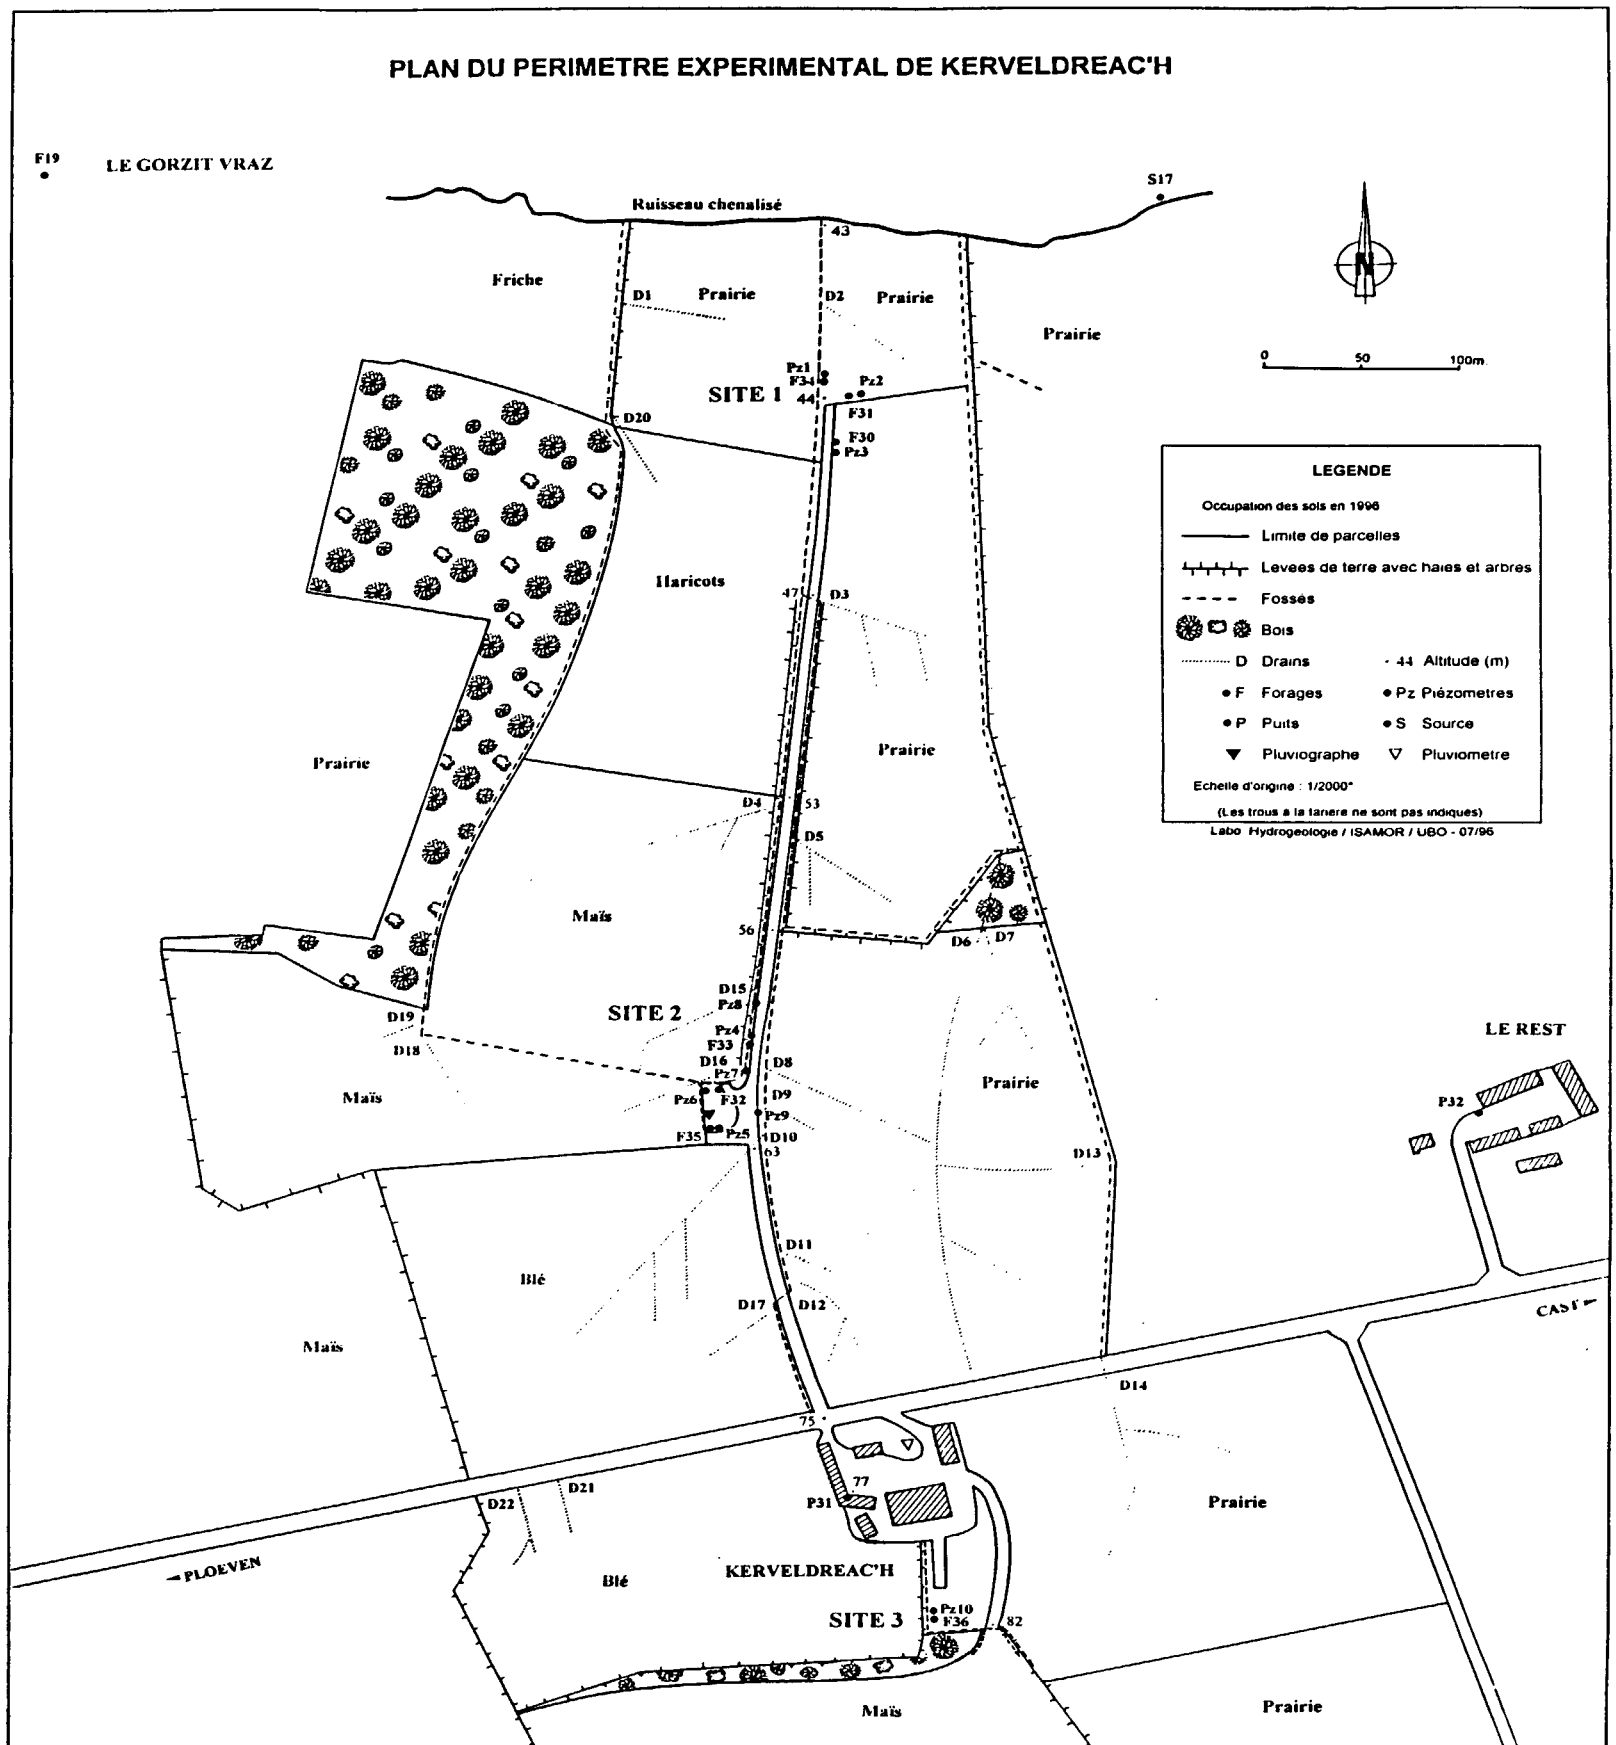 PLAN DU PERIMETRE EXPERIMENTAL DE KERVELDREAC'H
F19
LE GORZIT VRAZ
S17
Ruisseau chenalisé
43
N
Friche
D1
Prairie
D2
Prairie
Prairie
0 50 100m.
Pz1
F34
Pz2
SITE 1
44
F31
D20
F30
Pz3
LEGENDE
Occupation des sols en 1996
Limite de parcelles
Levees de terre avec haies et arbres
Fosses
Bois
D Drains
44 Altitude (m)
F Forages
Pz Piézometres
P Puits
S Source
Pluviographe
Pluviometre
Echelle d'origine : 1/2000°
(Les trous a la tariere ne sont pas indiqués)
Labo Hydrogeologie / ISAMOR / UBO - 07/96
Haricots
47
D3
Prairie
Prairie
D4
53
D5
Maïs
56
D6
D7
D15
Pz8
SITE 2
D19
D18
Pz4
F33
D16
Pz7
D8
LE REST
Prairie
Maïs
Pz6
F32
D9
Pz9
P32
F35
Pz5
D10
63
D13
D11
Blé
D17
D12
CAST
Maïs
D14
75
77
D22
D21
P31
Prairie
PLOEVEN
Blé
KERVELDREAC'H
Pz10
F36
SITE 3
82
Maïs
Prairie